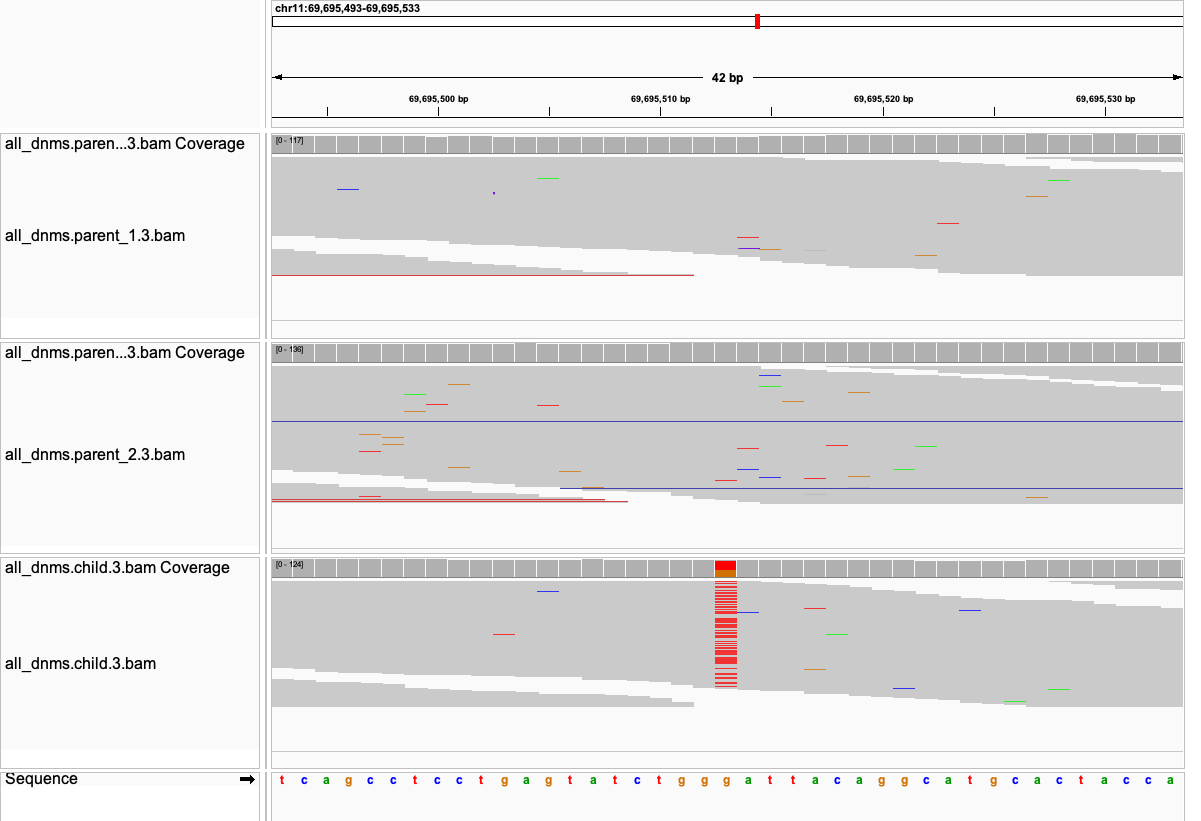 chr11:69,695,493-69,695,533
42 bp
69,695,500 bp 69,695,510 bp 69,695,520 bp 69,695,530 bp
all_dnms.paren...3.bam Coverage
[0 - 117]
all_dnms.parent_1.3.bam
all_dnms.paren...3.bam Coverage
[0 - 136]
all_dnms.parent_2.3.bam
all_dnms.child.3.bam Coverage
[0 - 124]
all_dnms.child.3.bam
Sequence t c a g c c t c c t g a g t a t c t g g g a t t a c a g g c a t g c a c t a c c a